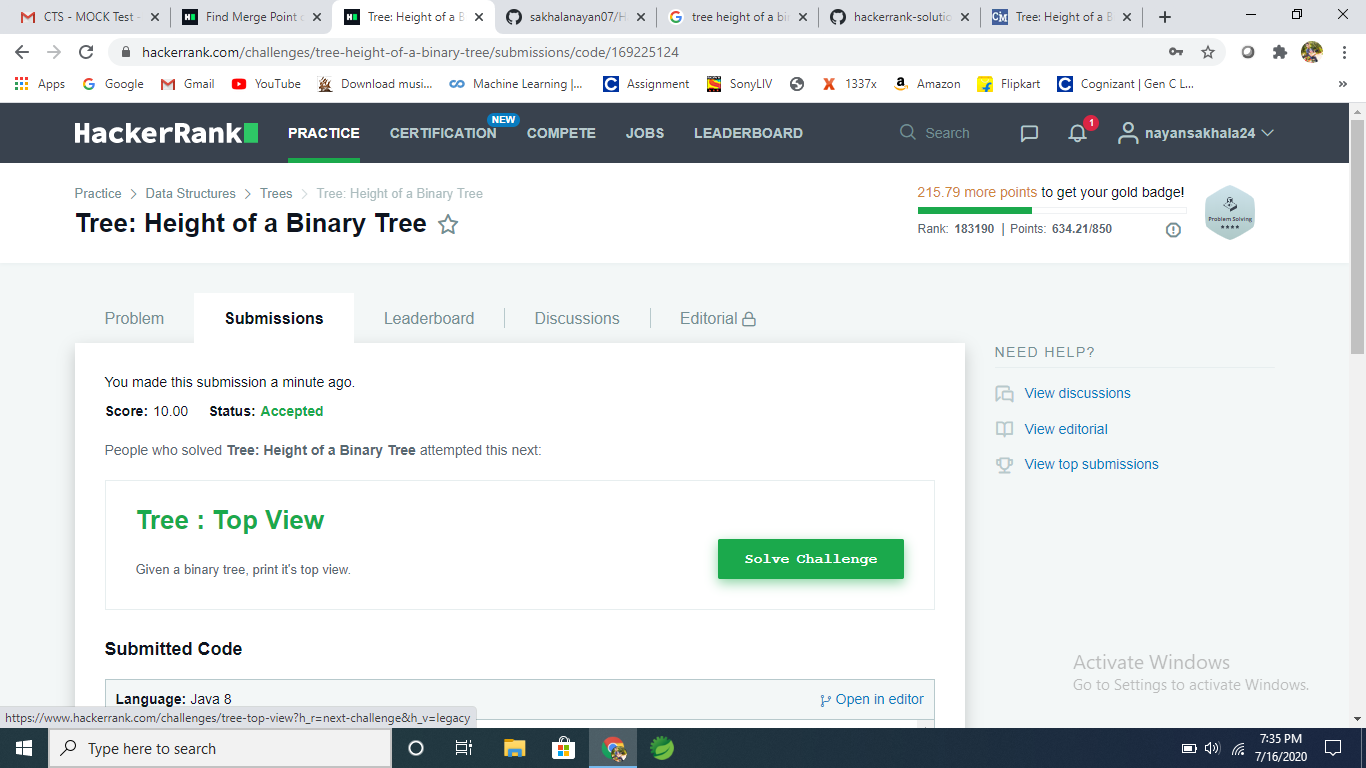 CTS - MOCK Test -
Find Merge Point o
Tree: Height of a B
sakhalanayan07/H
tree height of a bi
hackerrank-solutio
Tree: Height of a B
hackerrank.com/challenges/tree-height-of-a-binary-tree/submissions/code/169225124
Apps
Google
Gmail
YouTube
Download musi...
Machine Learning |...
Assignment
SonyLIV
1337x
Amazon
Flipkart
Cognizant | Gen C L...
HackerRank
PRACTICE
CERTIFICATION
NEW
COMPETE
JOBS
LEADERBOARD
Search
1
nayansakhala24
Practice > Data Structures > Trees > Tree: Height of a Binary Tree
Tree: Height of a Binary Tree
215.79 more points to get your gold badge!
Rank: 183190 | Points: 634.21/850
Problem Solving
Problem
Submissions
Leaderboard
Discussions
Editorial
You made this submission a minute ago.
Score: 10.00 Status: Accepted
People who solved Tree: Height of a Binary Tree attempted this next:
Tree : Top View
Given a binary tree, print it's top view.
Solve Challenge
Submitted Code
Language: Java 8
Open in editor
NEED HELP?
View discussions
View editorial
View top submissions
Activate Windows
Go to Settings to activate Windows.
https://www.hackerrank.com/challenges/tree-top-view?h_r=next-challenge&h_v=legacy
Type here to search
7:35 PM
7/16/2020